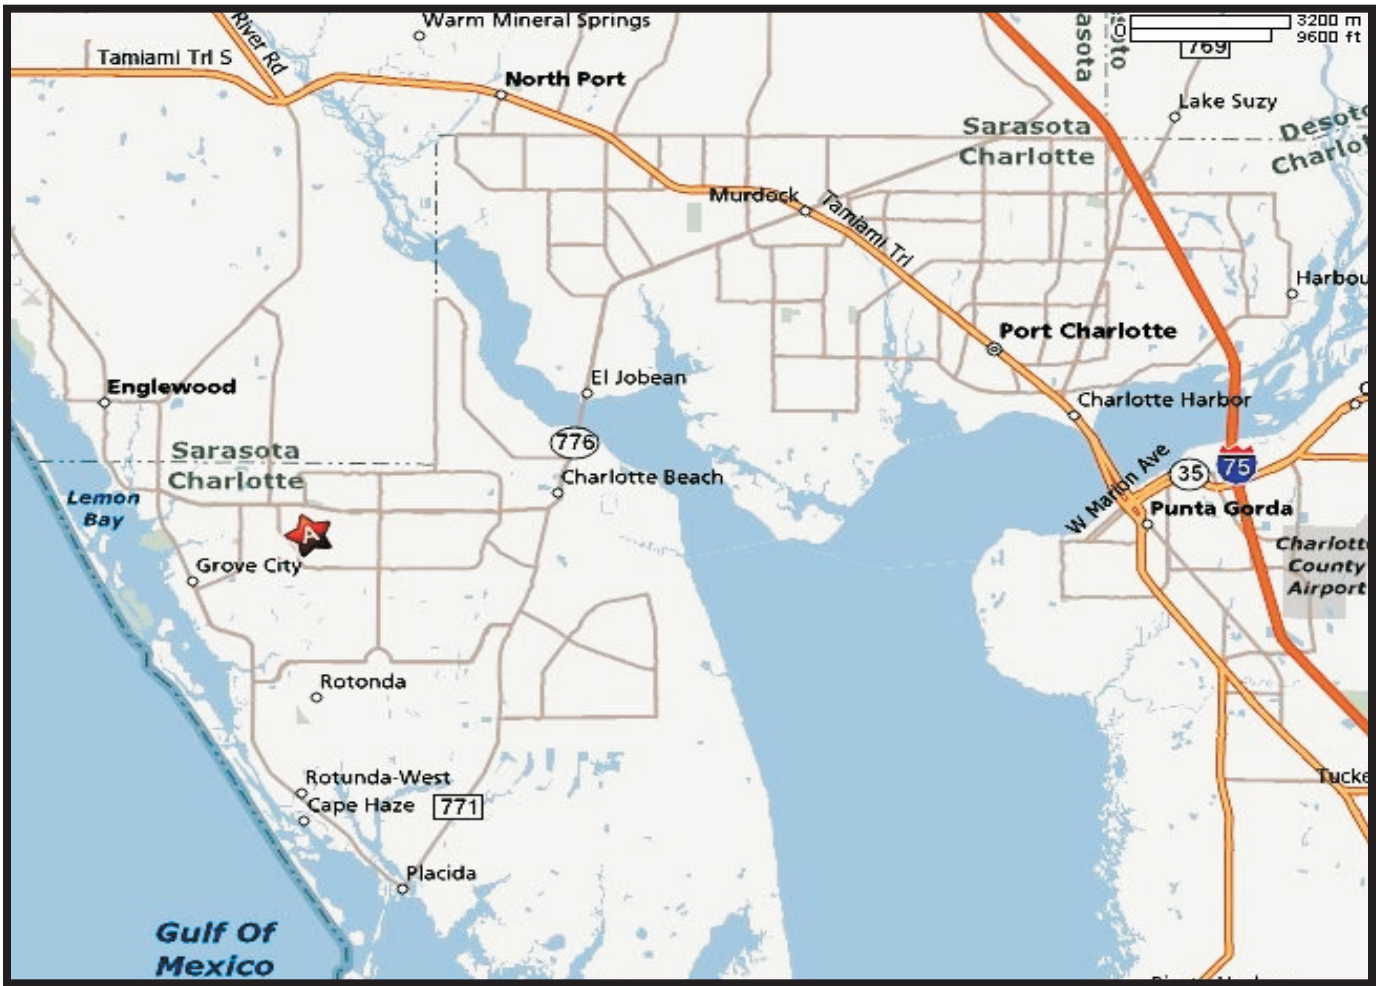 Warm Mineral Springs
3200 m
9600 ft
River Rd
769
Tamiami Trl S
North Port
Lake Suzy
Sarasota
Charlotte
Murdock
Tamiami Trl
Harbou
Port Charlotte
El Jobean
Englewood
Charlotte Harbor
776
Sarasota
Charlotte
Charlotte Beach
W Marion Ave
35
75
Lemon
Bay
Punta Gorda
A
Grove City
Charlott
County
Airport
Rotonda
Rotunda-West
Cape Haze
771
Tucke
Placida
Gulf Of
Mexico